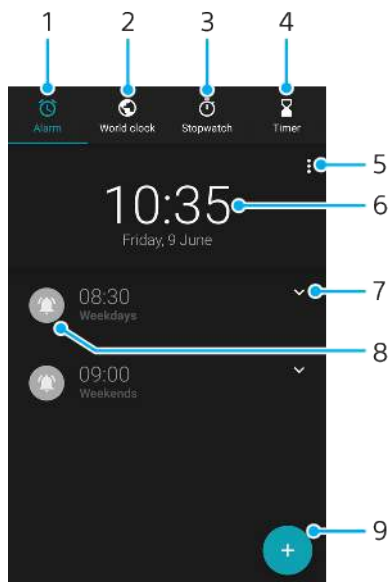 1 2 3 4
Alarm World clock Stopwatch Timer
5
10:35
6
Friday, 9 June
08:30
7
Weekdays
8
09:00
Weekends
9